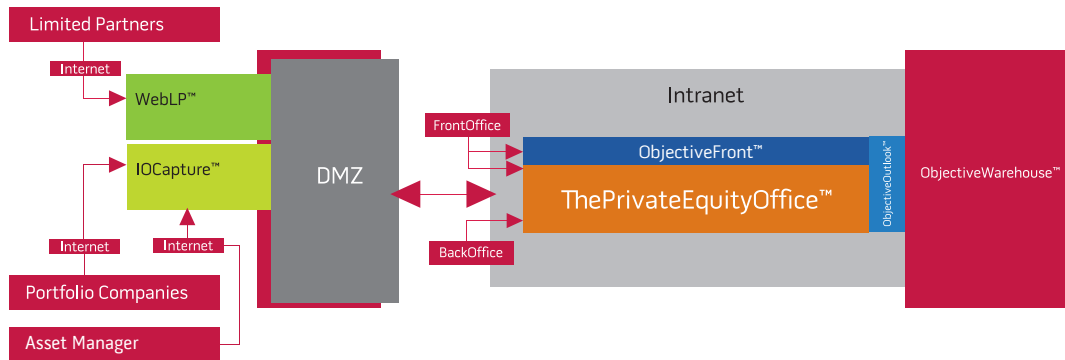 Limited Partners
Internet
WebLP™
IOCapture™
Internet
Internet
Portfolio Companies
Asset Manager
DMZ
Intranet
FrontOffice
ObjectiveFront™
ThePrivateEquityOffice™
BackOffice
ObjectiveOutlook™
ObjectiveWarehouse™